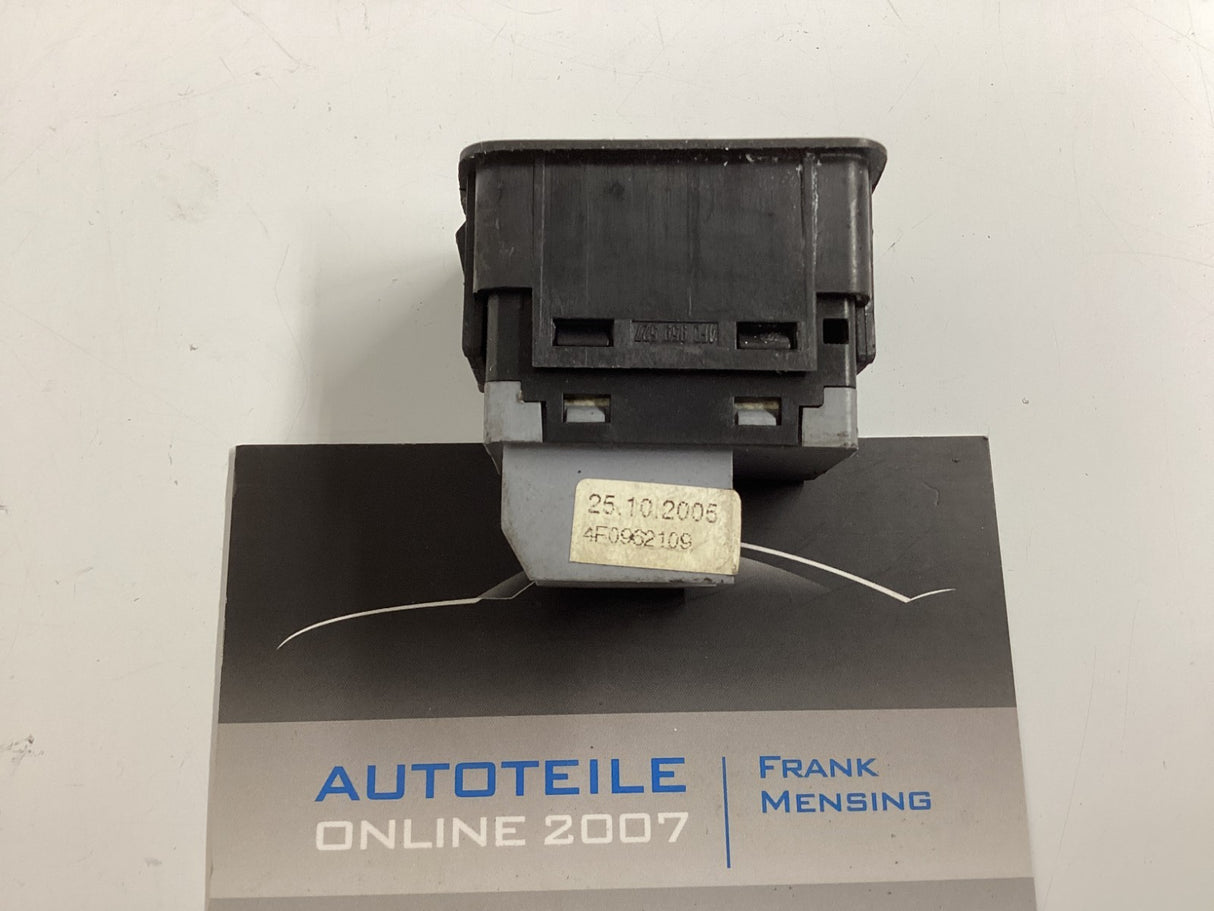 25.10.2005
4F0962109
AUTOTEILE
ONLINE 2007
FRANK
MENSING